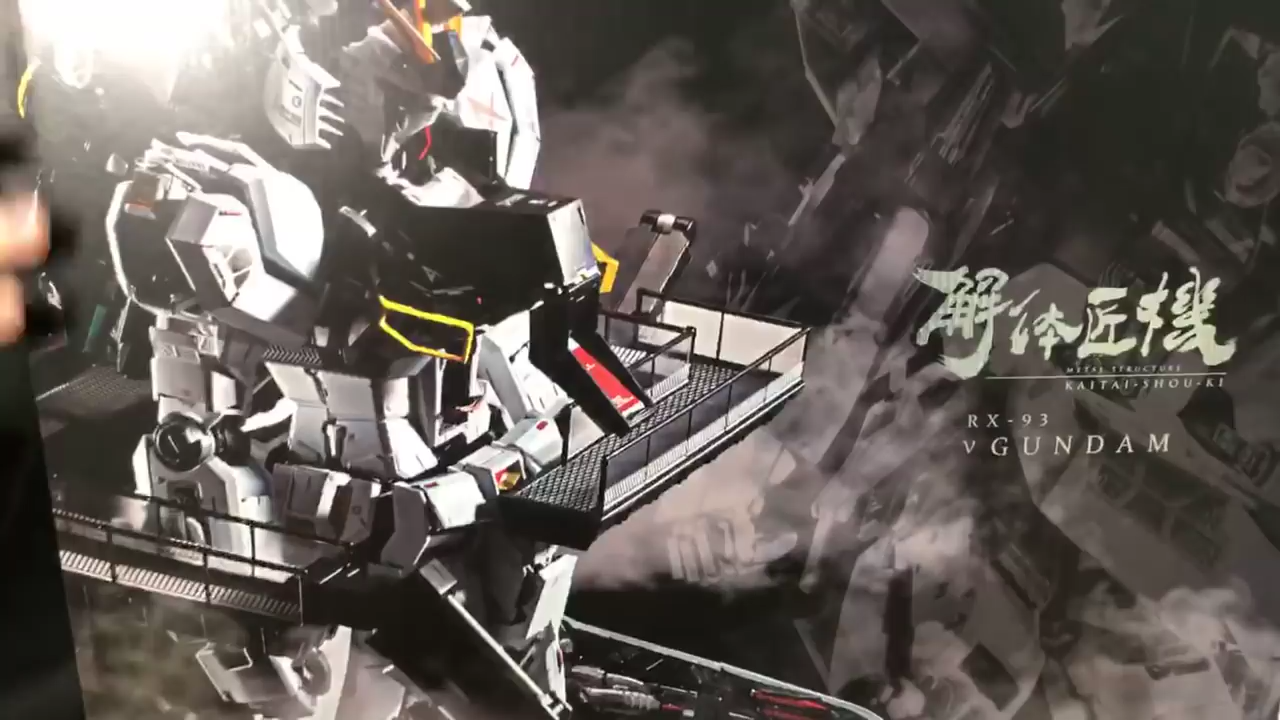 解体匠機
METAL STRUCTURE
KAITAI-SHOU-KI
RX-93
νGUNDAM